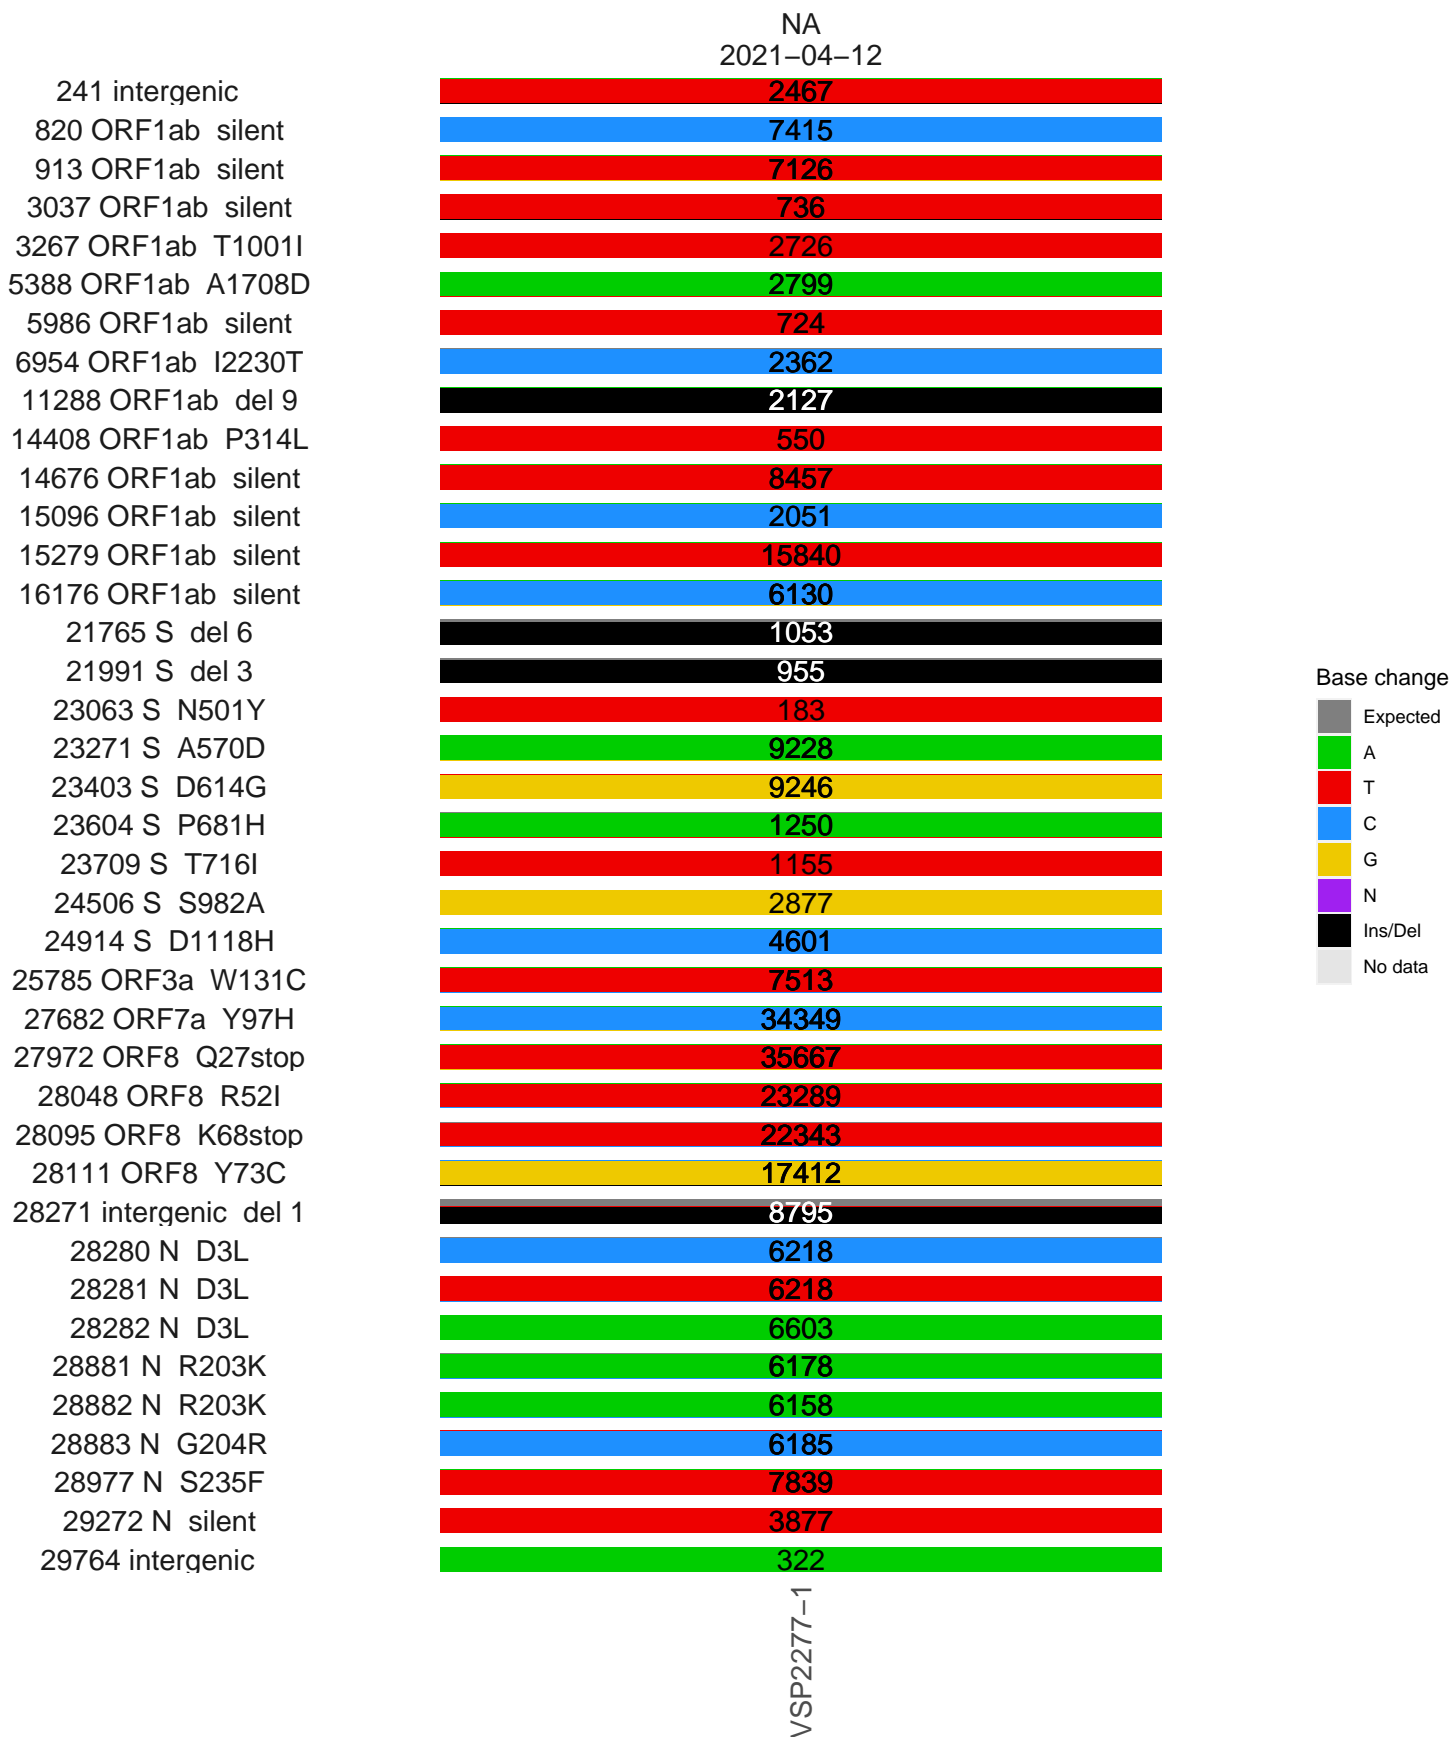 NA
2021−04−12
241 intergenic 2467
820 ORF1ab silent 7415
913 ORF1ab silent 7126
3037 ORF1ab silent 736
3267 ORF1ab T1001I 2726
5388 ORF1ab A1708D 2799
5986 ORF1ab silent 724
6954 ORF1ab I2230T 2362
11288 ORF1ab del 9 2127
14408 ORF1ab P314L 550
14676 ORF1ab silent 8457
15096 ORF1ab silent 2051
15279 ORF1ab silent 15840
16176 ORF1ab silent 6130
21765 S del 6 1053
21991 S del 3 955
23063 S N501Y 183
23271 S A570D 9228
23403 S D614G 9246
23604 S P681H 1250
23709 S T716I 1155
24506 S S982A 2877
24914 S D1118H 4601
25785 ORF3a W131C 7513
27682 ORF7a Y97H 34349
27972 ORF8 Q27stop 35667
28048 ORF8 R52I 23289
28095 ORF8 K68stop 22343
28111 ORF8 Y73C 17412
28271 intergenic del 1 8795
28280 N D3L 6218
28281 N D3L 6218
28282 N D3L 6603
28881 N R203K 6178
28882 N R203K 6158
28883 N G204R 6185
28977 N S235F 7839
29272 N silent 3877
29764 intergenic 322
VSP2277−1
Base change
Expected
A
T
C
G
N
Ins/Del
No data